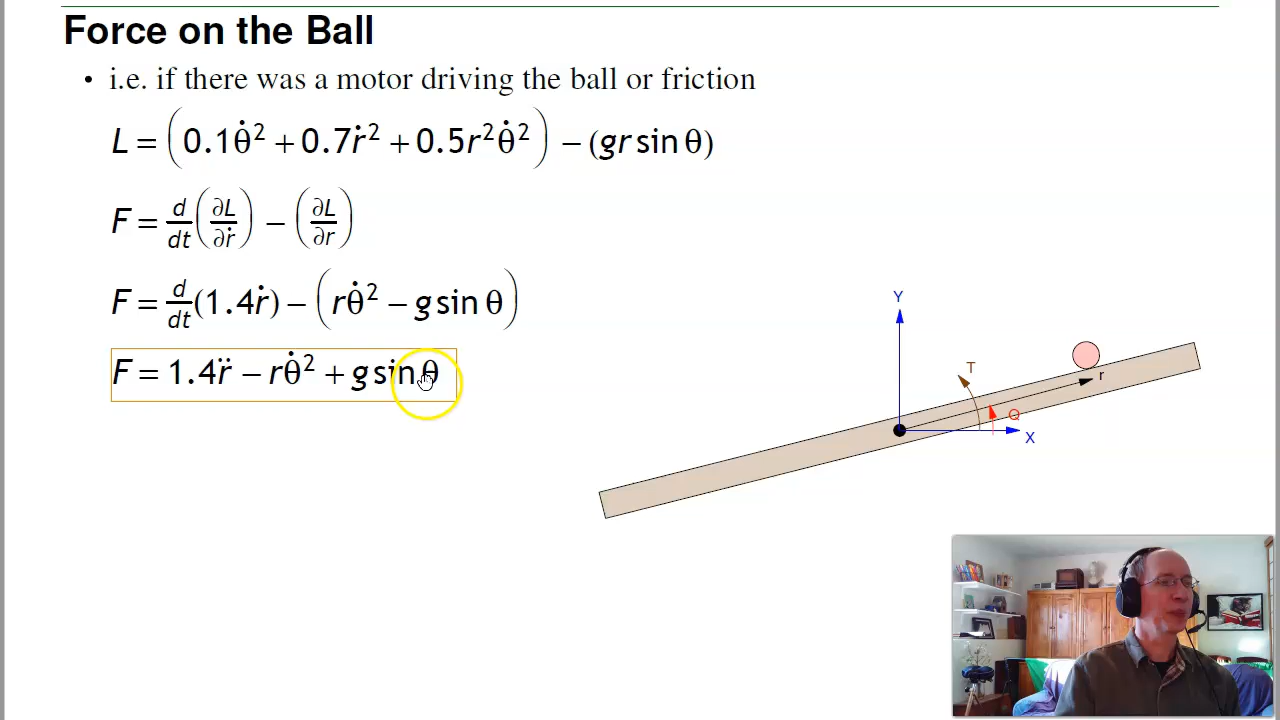 Force on the Ball
• i.e. if there was a motor driving the ball or friction
L = (0.1θ̇² + 0.7ṙ² + 0.5r²θ̇²) − (gr sin θ)
F = d/dt(∂L/∂ṙ) − (∂L/∂r)
F = d/dt(1.4ṙ) − (rθ̇² − g sin θ)
F = 1.4r̈ − rθ̇² + g sin θ
Y
T
r
Q
X